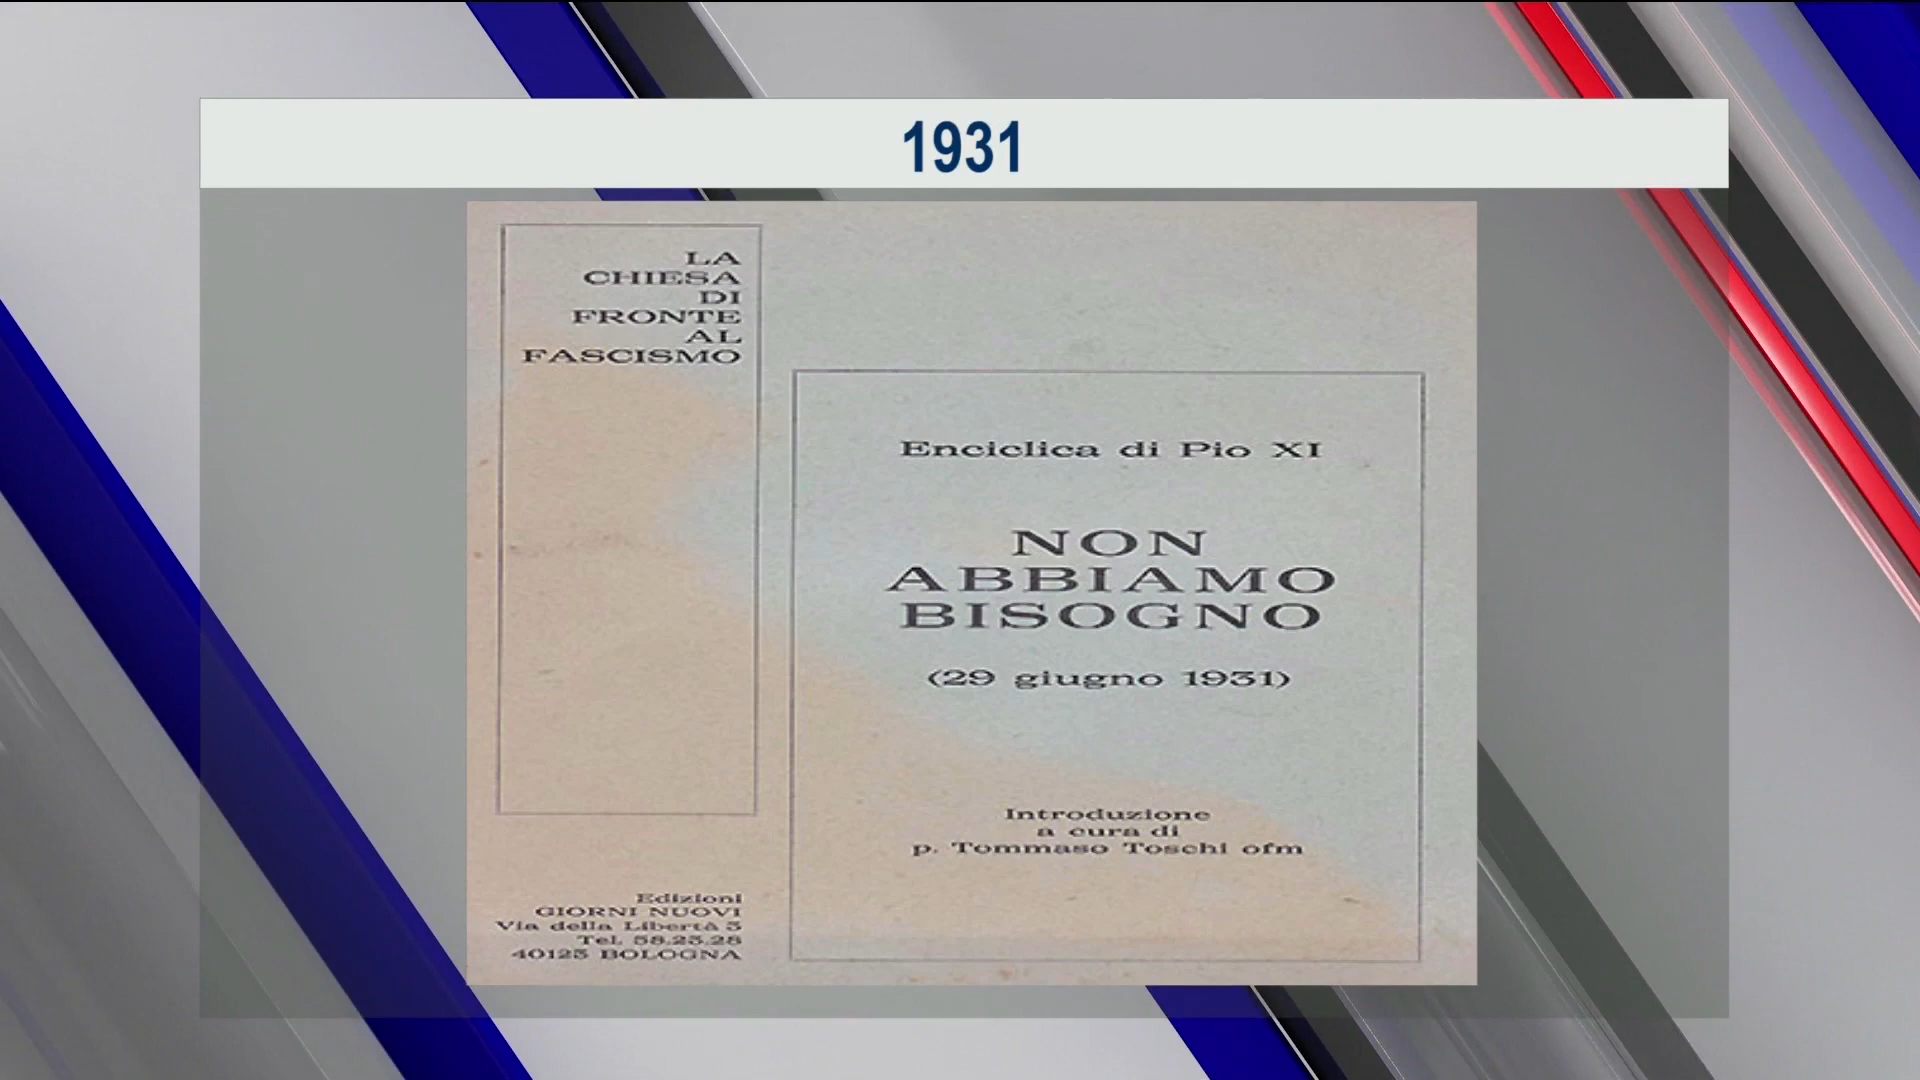 1931
LA
CHIESA
DI
FRONTE
AL
FASCISMO
Enciclica di Pio XI
NON
ABBIAMO
BISOGNO
(29 giugno 1931)
Introduzione
a cura di
p. Tommaso Toschi ofm
Edizioni
GIORNI NUOVI
Via della Libertà 3
Tel. 58.23.28
40123 BOLOGNA